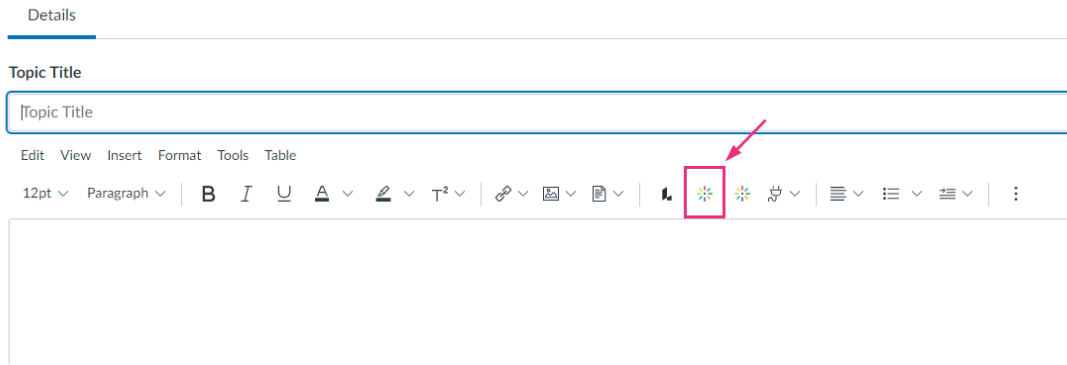 Details
Topic Title
Topic Title
Edit View Insert Format Tools Table
12pt Paragraph B I U A T²